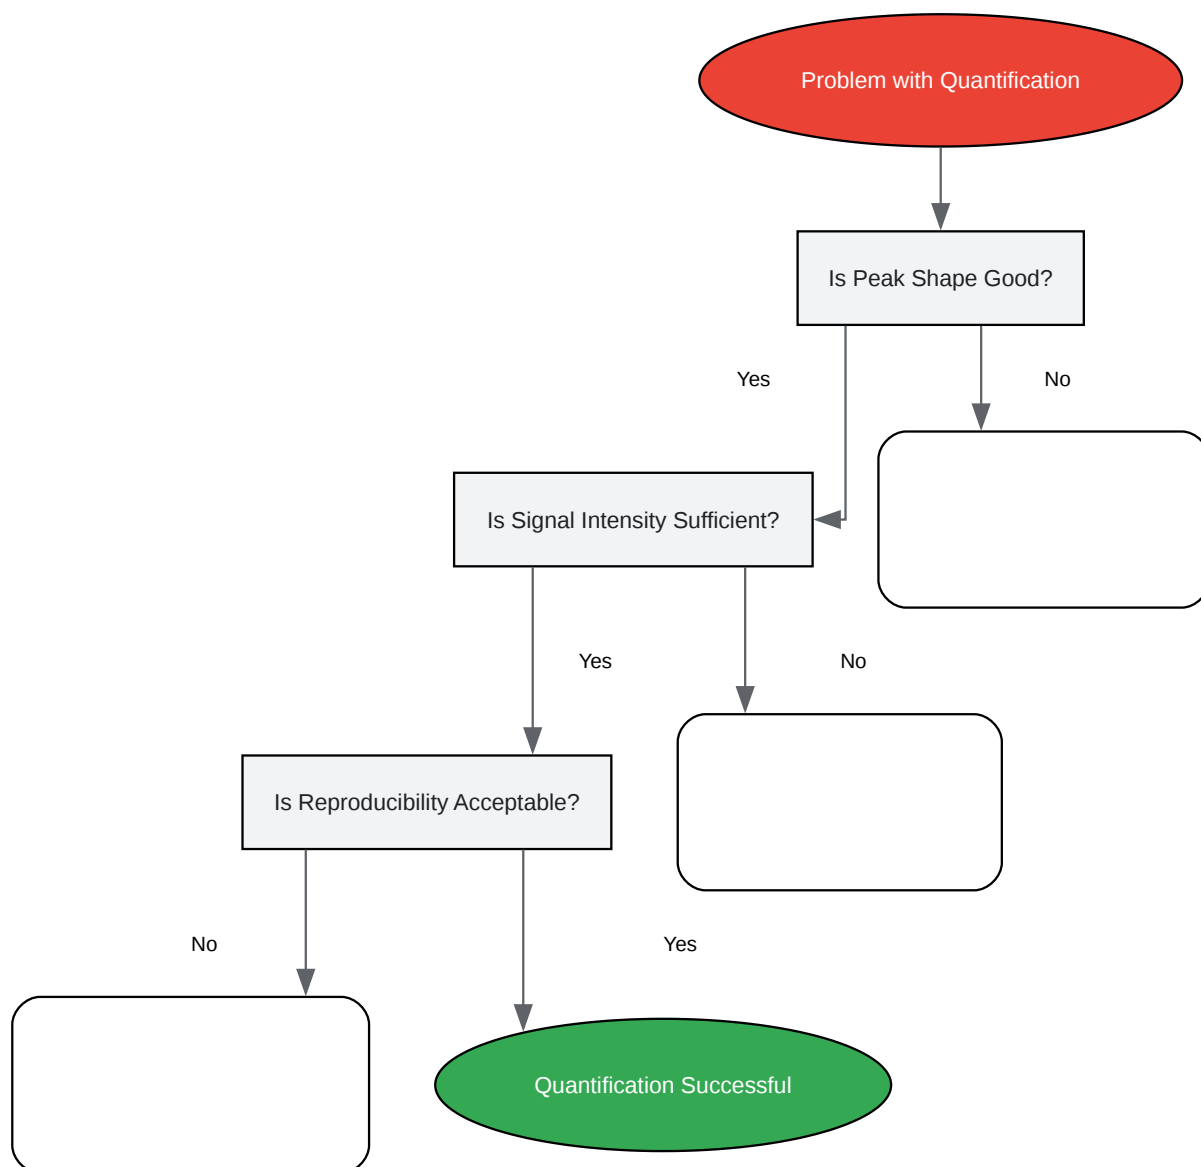 Problem with Quantification
Is Peak Shape Good?
Yes
No
Is Signal Intensity Sufficient?
Yes
No
Is Reproducibility Acceptable?
No
Yes
Quantification Successful